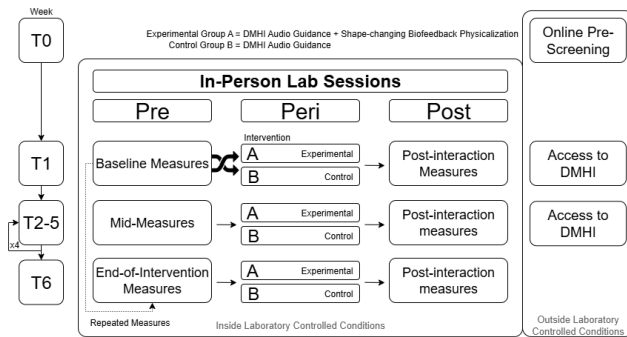 Week
T0
Experimental Group A = DMHI Audio Guidance + Shape-changing Biofeedback Physicalization
Control Group B = DMHI Audio Guidance
Online Pre-
Screening
In-Person Lab Sessions
Pre
Peri
Post
Intervention
T1
Baseline Measures
A Experimental
B Control
Post-interaction
Measures
Access to
DMHI
T2-5
x4
Mid-Measures
A Experimental
B Control
Post-interaction
measures
Access to
DMHI
T6
End-of-Intervention
Measures
A Experimental
B Control
Post-interaction
measures
Repeated Measures
Inside Laboratory Controlled Conditions
Outside Laboratory
Controlled Conditions